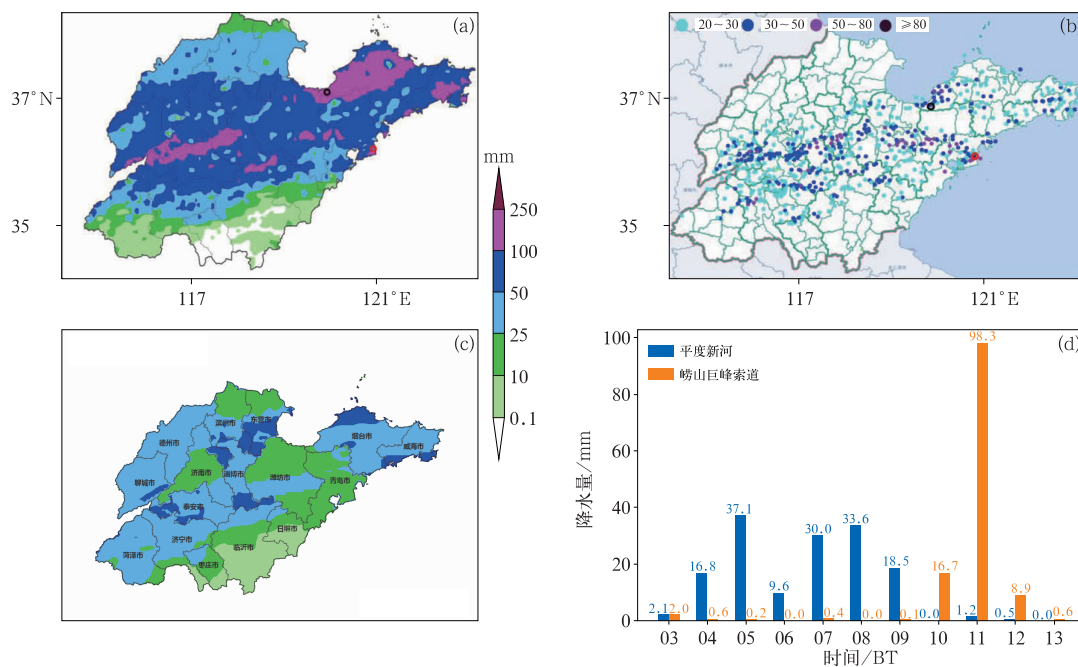 (a)
37°N
35
117
121°E
mm
250
100
50
25
10
0.1
20~30
30~50
50~80
≥80
(b)
37°N
35
117
121°E
(c)
滨州市
东营市
德州市
烟台市
威海市
济南市
淄博市
潍坊市
聊城市
青岛市
泰安市
日照市
济宁市
临沂市
菏泽市
枣庄市
(d)
平度新河
崂山巨峰索道
降水量/mm
100
80
60
40
20
0
2.1
2.0
16.8
0.6
37.1
0.2
9.6
0.0
30.0
0.4
33.6
0.0
18.5
0.1
0.0
16.7
1.2
98.3
0.5
8.9
0.0
0.6
03
04
05
06
07
08
09
10
11
12
13
时间/BT